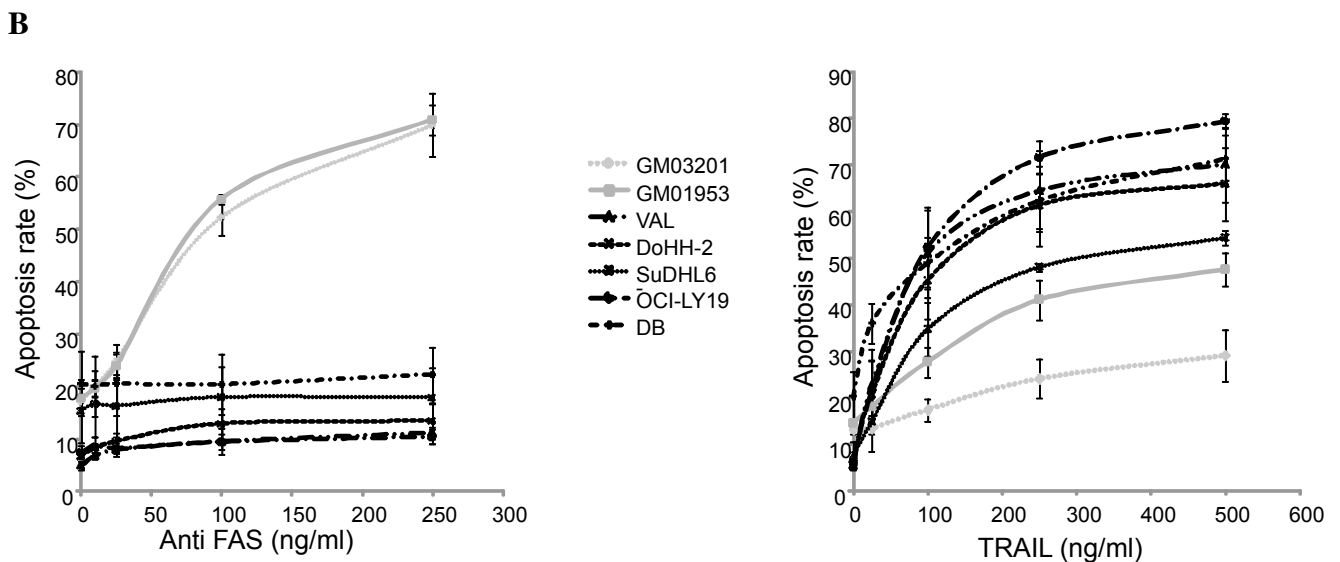 B
80
70
60
50
40
30
20
10
0
Apoptosis rate (%)
0 50 100 150 200 250 300
Anti FAS (ng/ml)
GM03201
GM01953
VAL
DoHH-2
SuDHL6
OCI-LY19
DB
90
80
70
60
50
40
30
20
10
0
Apoptosis rate (%)
0 100 200 300 400 500 600
TRAIL (ng/ml)